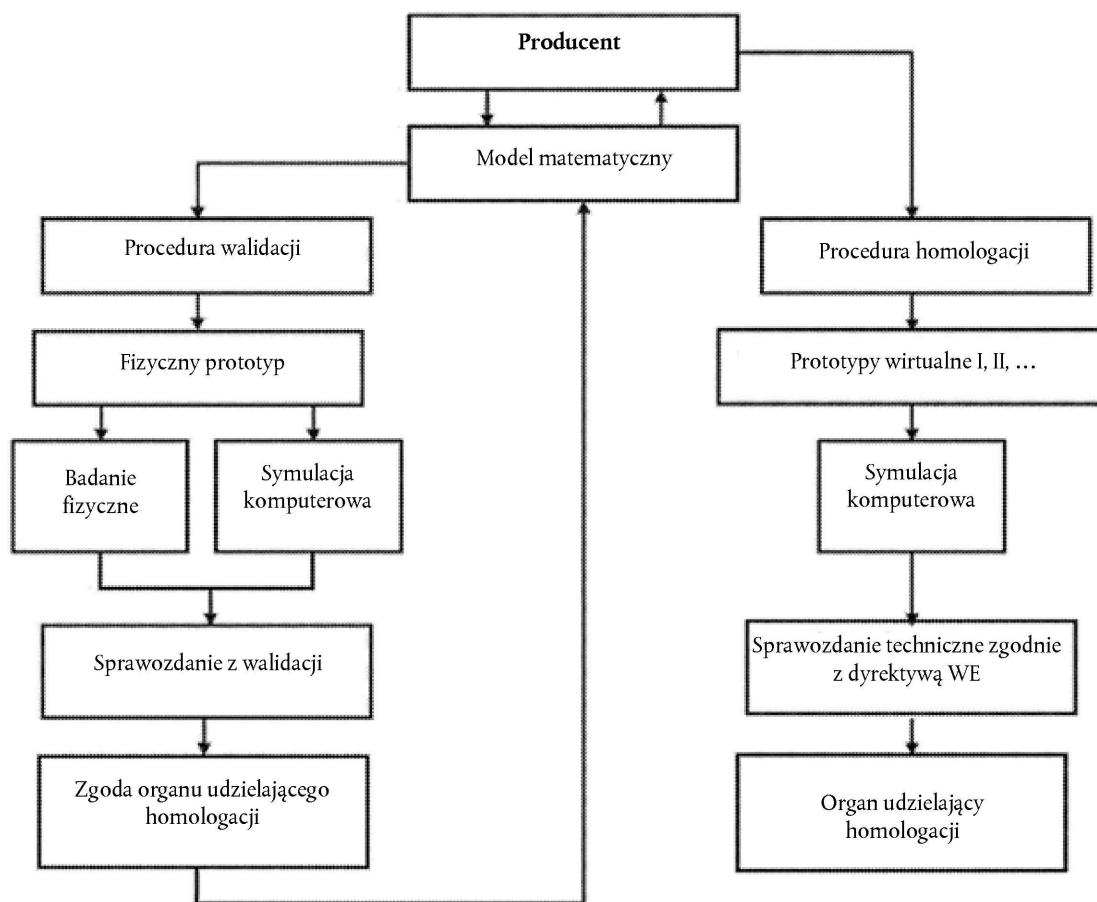 Producent
Model matematyczny
Procedura walidacji
Fizyczny prototyp
Badanie
fizyczne
Symulacja
komputerowa
Sprawozdanie z walidacji
Zgoda organu udzielającego
homologacji
Procedura homologacji
Prototypy wirtualne I, II, …
Symulacja
komputerowa
Sprawozdanie techniczne zgodnie
z dyrektywą WE
Organ udzielający
homologacji